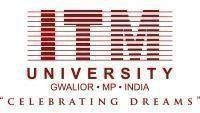 ITM
UNIVERSITY
GWALIOR • MP • INDIA
"CELEBRATING DREAMS"